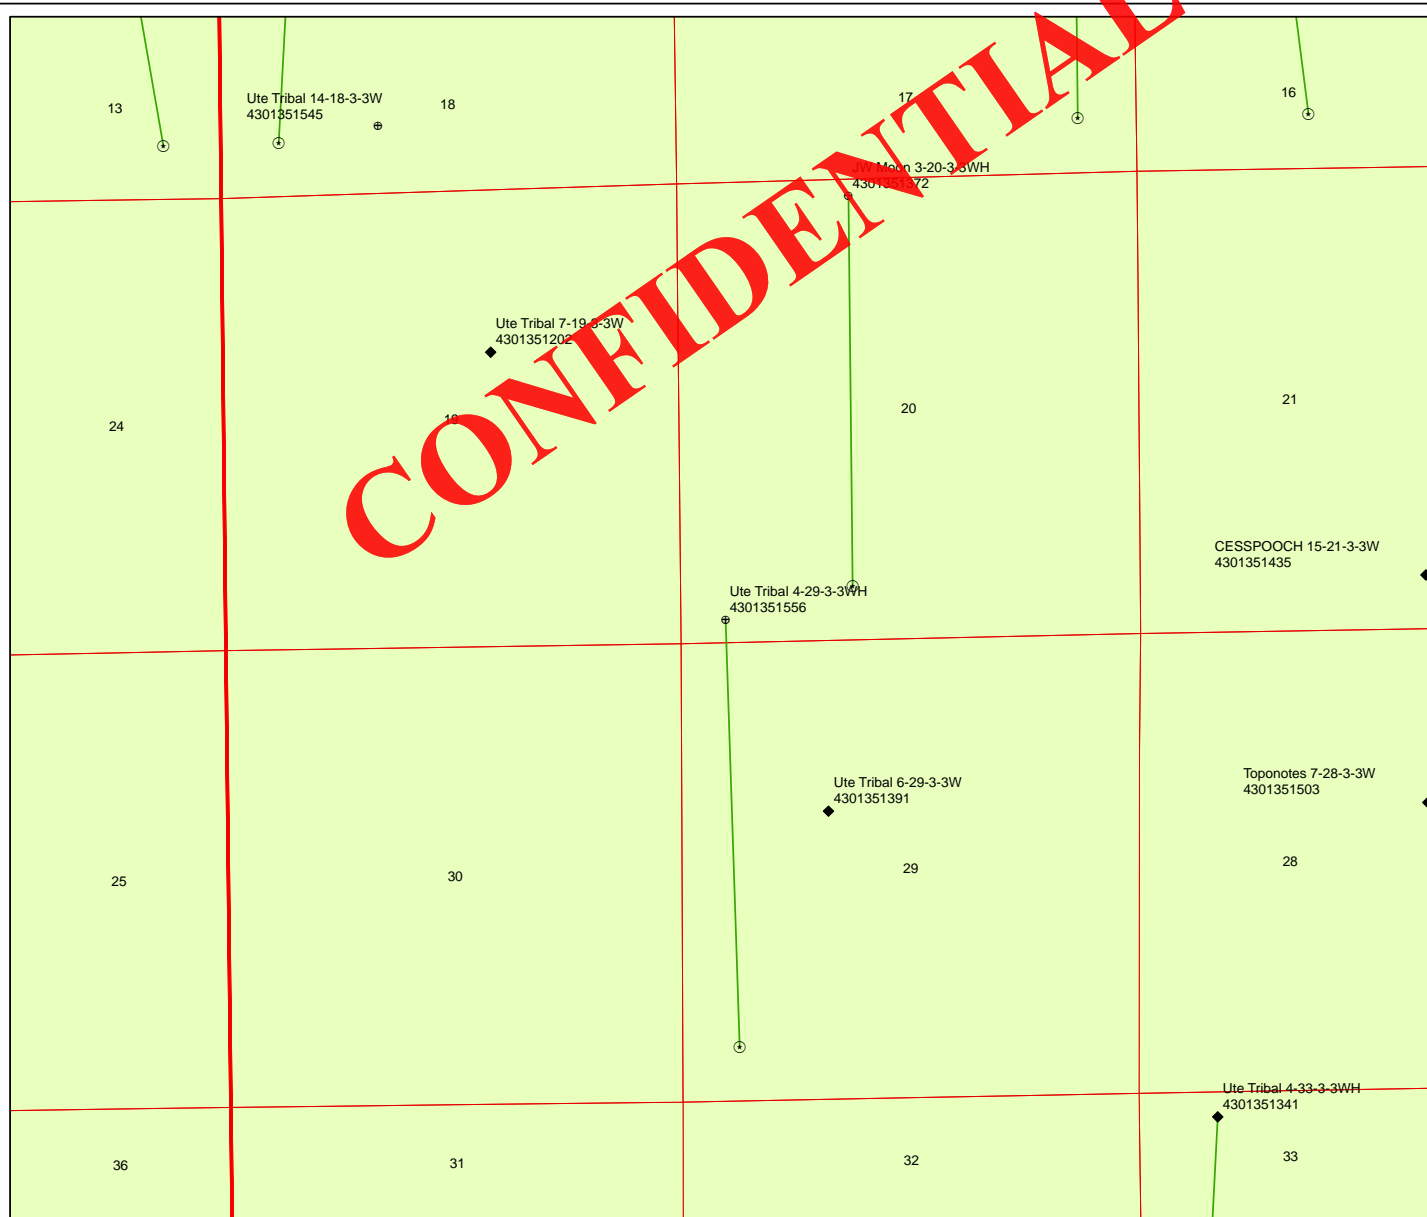 CONFIDENTIAL
13
Ute Tribal 14-18-3-3W
4301351545
18
17
16
JW Moon 3-20-3-3WH
4301351372
Ute Tribal 7-19-3-3W
4301351202
24
19
20
21
CESSPOOCH 15-21-3-3W
4301351435
Ute Tribal 4-29-3-3WH
4301351556
Ute Tribal 6-29-3-3W
4301351391
Toponotes 7-28-3-3W
4301351503
25
30
29
28
Ute Tribal 4-33-3-3WH
4301351341
36
31
32
33